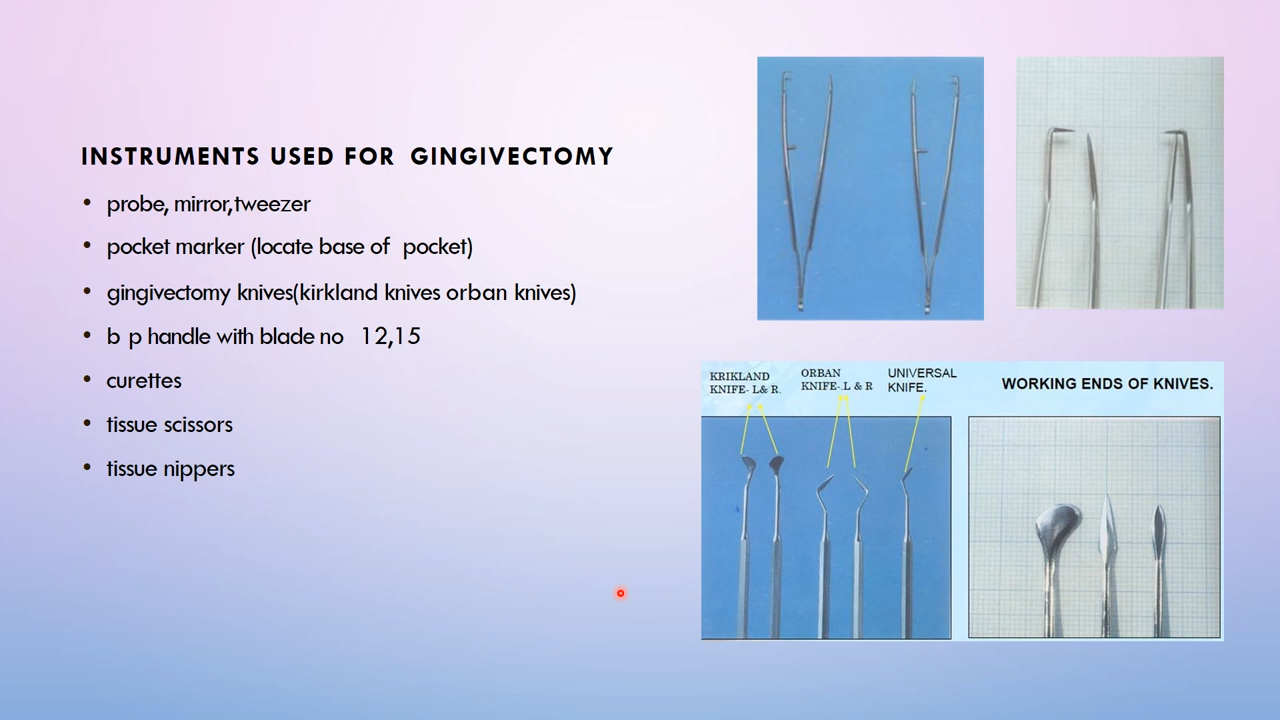 INSTRUMENTS USED FOR GINGIVECTOMY
• probe, mirror,tweezer
• pocket marker (locate base of pocket)
• gingivectomy knives(kirkland knives orban knives)
• b p handle with blade no 12,15
• curettes
• tissue scissors
• tissue nippers
KRIKLAND
KNIFE- L& R.
ORBAN
KNIFE-.L & R
UNIVERSAL
KNIFE.
WORKING ENDS OF KNIVES.